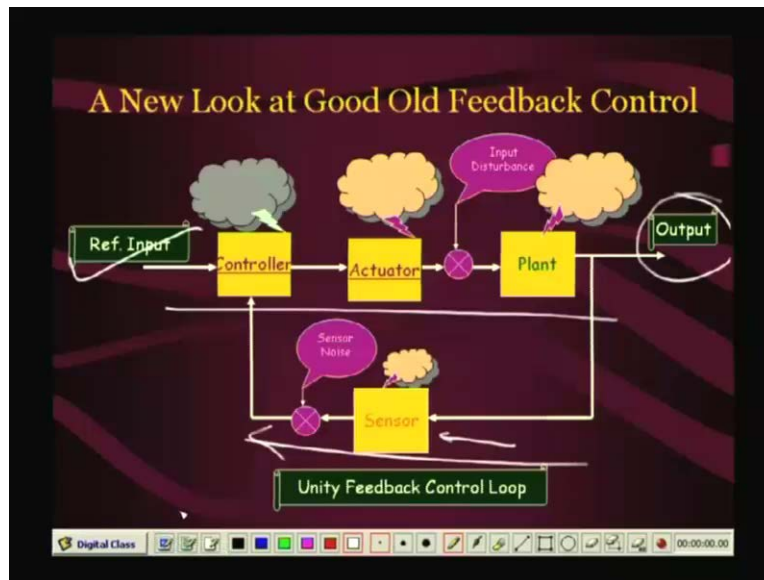 A New Look at Good Old Feedback Control
Input
Disturbance
Ref. Input
Controller
Actuator
Plant
Output
Sensor
Noise
Sensor
Unity Feedback Control Loop
Digital Class
00:00:00.00